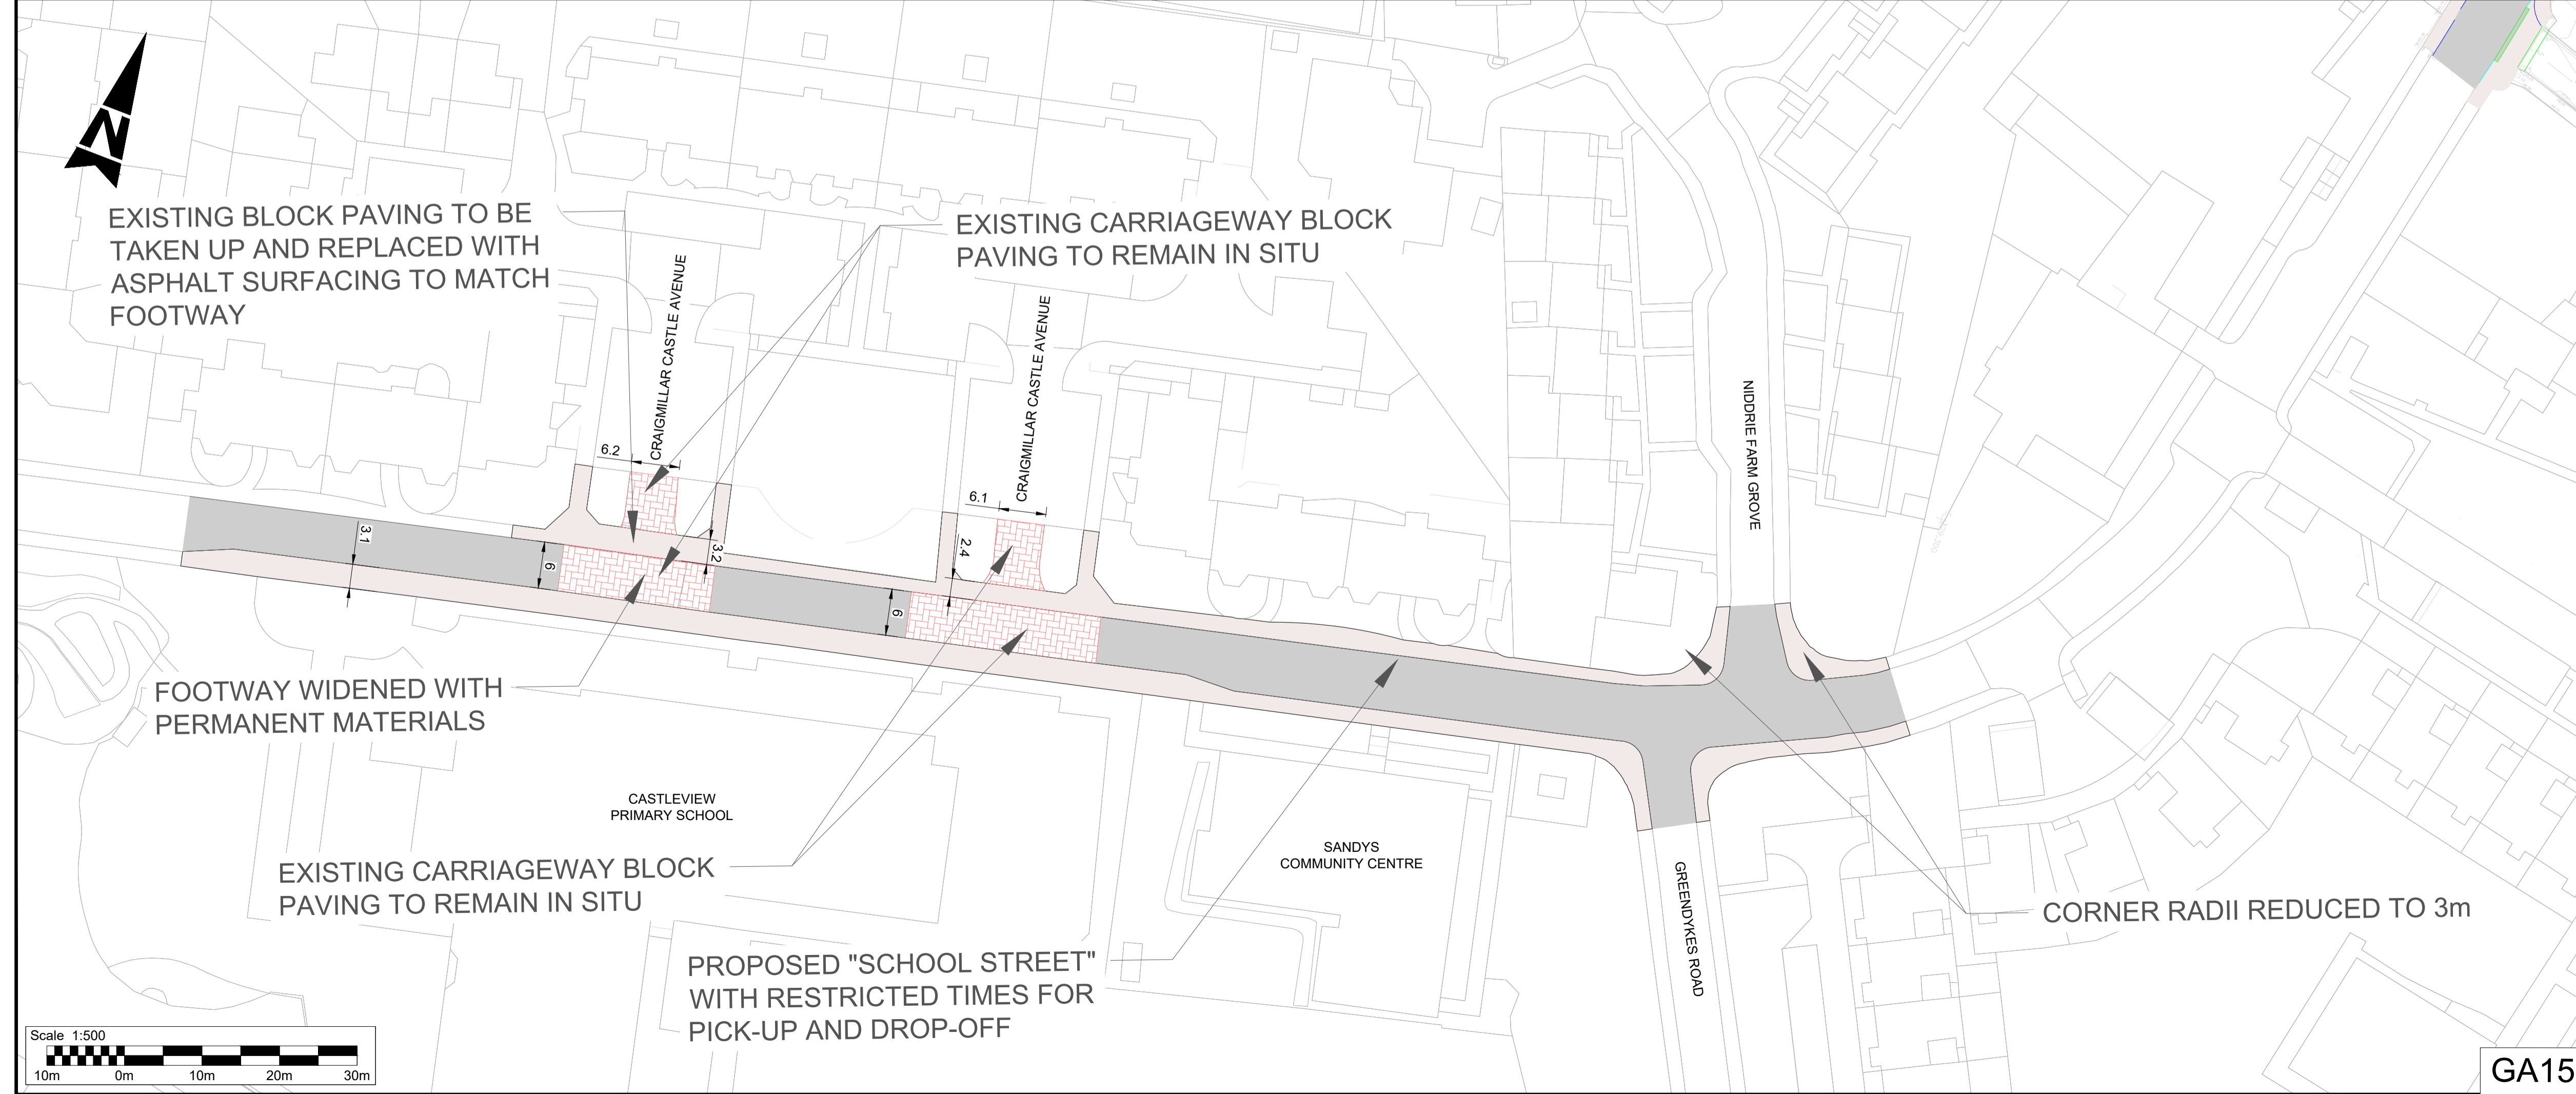 N
EXISTING BLOCK PAVING TO BE
TAKEN UP AND REPLACED WITH
ASPHALT SURFACING TO MATCH
FOOTWAY
EXISTING CARRIAGEWAY BLOCK
PAVING TO REMAIN IN SITU
CRAIGMILLAR CASTLE AVENUE
CRAIGMILLAR CASTLE AVENUE
NIDDRIE FARM GROVE
6.2
6.1
3.1
6
3.2
2.4
6
FOOTWAY WIDENED WITH
PERMANENT MATERIALS
CASTLEVIEW
PRIMARY SCHOOL
EXISTING CARRIAGEWAY BLOCK
PAVING TO REMAIN IN SITU
SANDYS
COMMUNITY CENTRE
GREENDYKES ROAD
CORNER RADII REDUCED TO 3m
PROPOSED "SCHOOL STREET"
WITH RESTRICTED TIMES FOR
PICK-UP AND DROP-OFF
Scale 1:500
10m 0m 10m 20m 30m
GA15